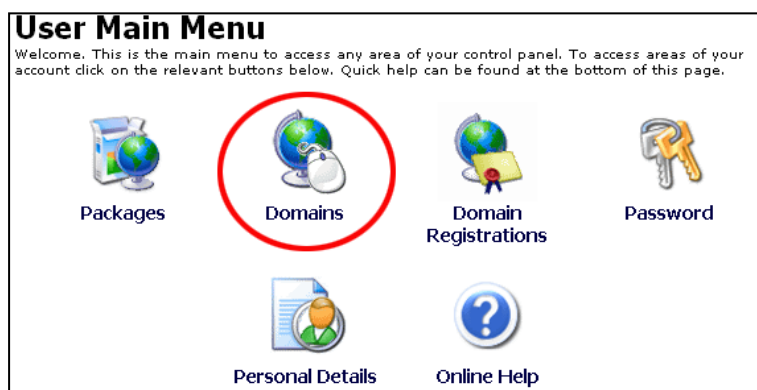 User Main Menu
Welcome. This is the main menu to access any area of your control panel. To access areas of your
account click on the relevant buttons below. Quick help can be found at the bottom of this page.
Packages
Domains
Domain
Registrations
Password
Personal Details
Online Help